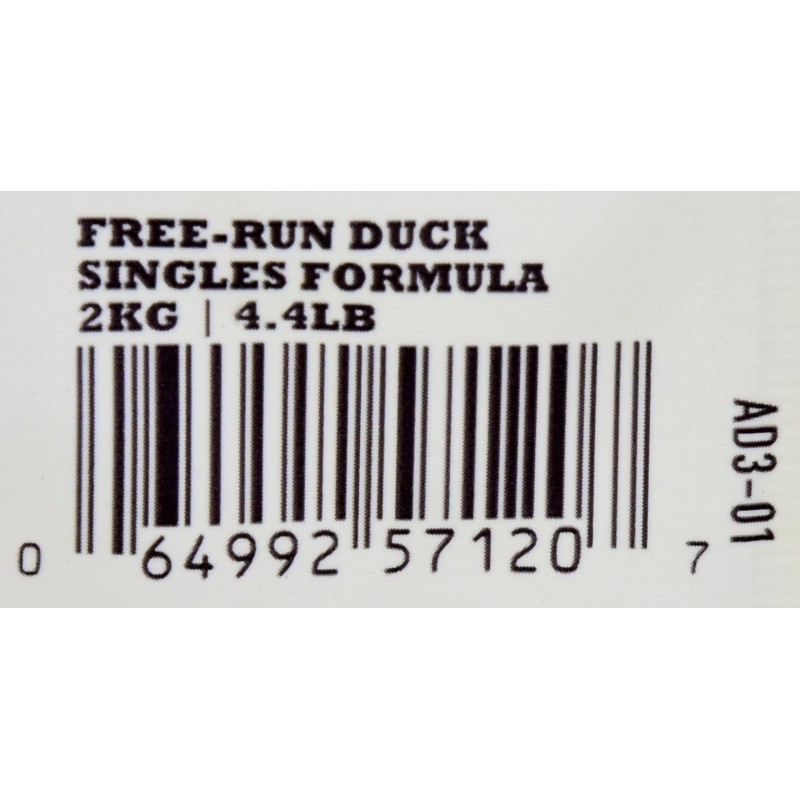 FREE-RUN DUCK
SINGLES FORMULA
2KG | 4.4LB
0 64992 57120 7
AD3-01